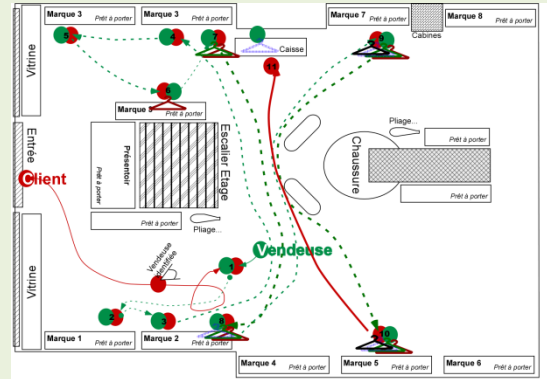 Marque 3
Prêt à porter
Marque 3
Prêt à porter
Marque 7
Prêt à porter
Cabines
Marque 8
Prêt à porter
5
4
7
Caisse
9
11
Vitrine
6
Marque 3
Prêt à porter
Entrée
Client
Présentoir
Prêt à porter
Escalier Etage
Chaussure
Pliage...
Prêt à porter
Prêt à porter
Prêt à porter
Pliage...
Vendeuse
Vendeuse
identifiée
1
Vitrine
2
3
8
10
Marque 1
Prêt à porter
Marque 2
Prêt à porter
Marque 4
Prêt à porter
Marque 5
Prêt à porter
Marque 6
Prêt à porter